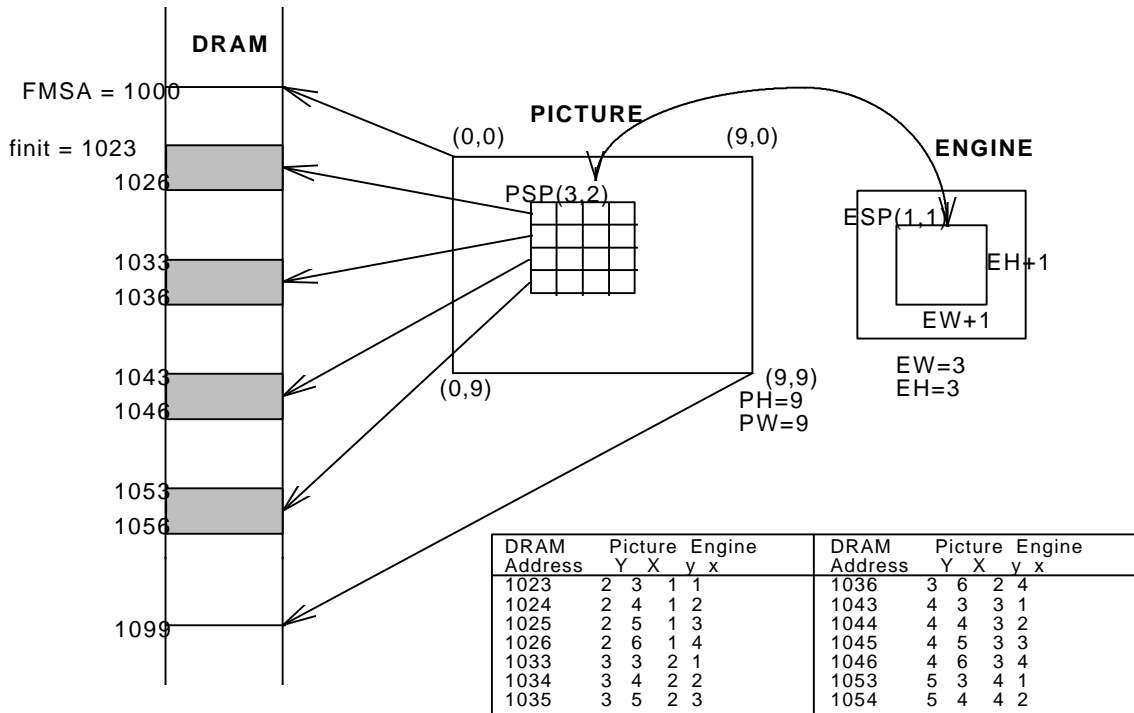 DRAM
FMSA = 1000
finit = 1023
1026
1033
1036
1043
1046
1053
1056
1099
PICTURE
(0,0)
(9,0)
PSP(3,2)
(0,9)
(9,9)
PH=9
PW=9
ENGINE
ESP(1,1)
EH+1
EW+1
EW=3
EH=3
DRAM Picture Engine
Address Y X y x
1023 2 3 1 1
1024 2 4 1 2
1025 2 5 1 3
1026 2 6 1 4
1033 3 3 2 1
1034 3 4 2 2
1035 3 5 2 3
DRAM Picture Engine
Address Y X y x
1036 3 6 2 4
1043 4 3 3 1
1044 4 4 3 2
1045 4 5 3 3
1046 4 6 3 4
1053 5 3 4 1
1054 5 4 4 2